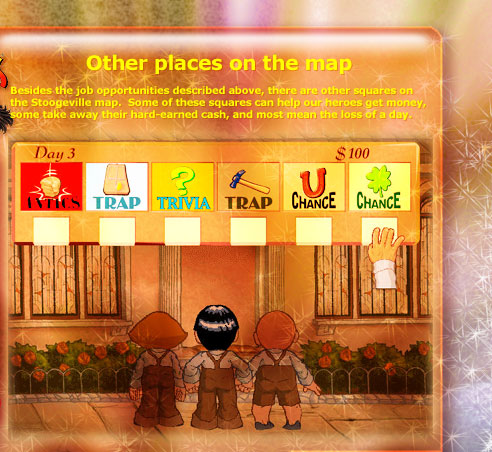 Other places on the map
Besides the job opportunities described above, there are other squares on
the Stoogeville map.  Some of these squares can help our heroes get money,
some take away their hard-earned cash, and most mean the loss of a day.
Day 3 $100
TRAP TRIVIA TRAP CHANCE CHANCE